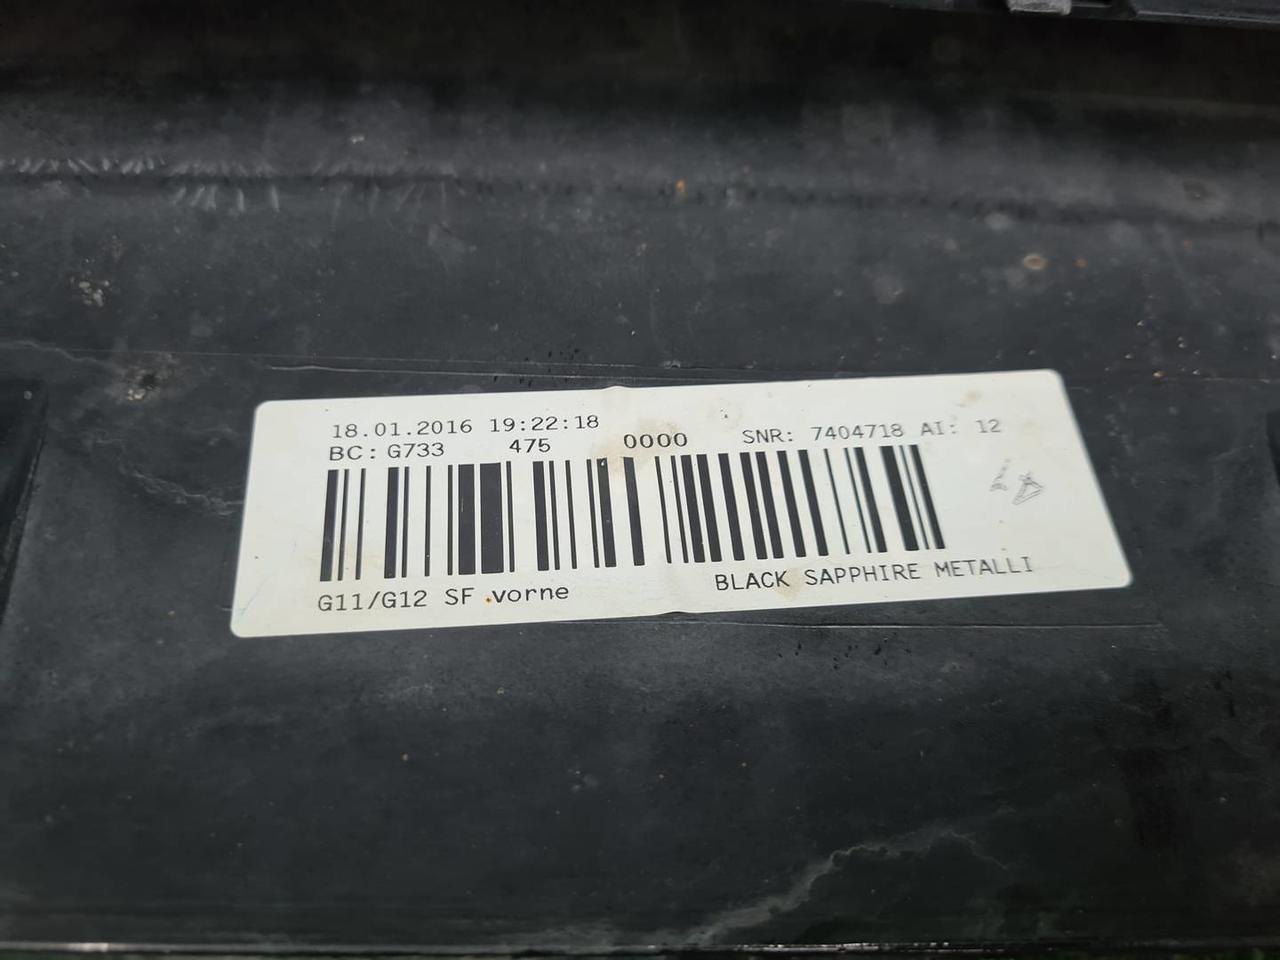 18.01.2016 19:22:18
BC: G733 475 0000 SNR: 7404718 AI: 12
G11/G12 SF vorne BLACK SAPPHIRE METALLI